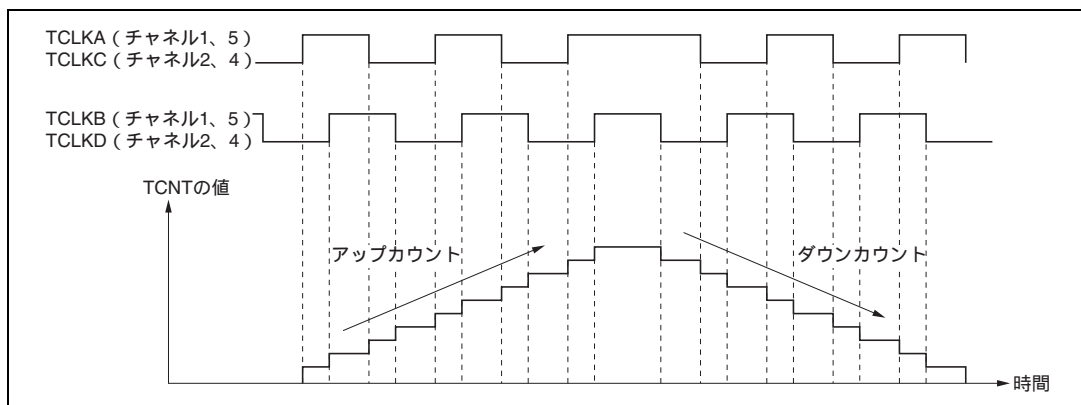 TCLKA（チャネル1、5）
TCLKC（チャネル2、4）
TCLKB（チャネル1、5）
TCLKD（チャネル2、4）
TCNTの値
アップカウント
ダウンカウント
時間